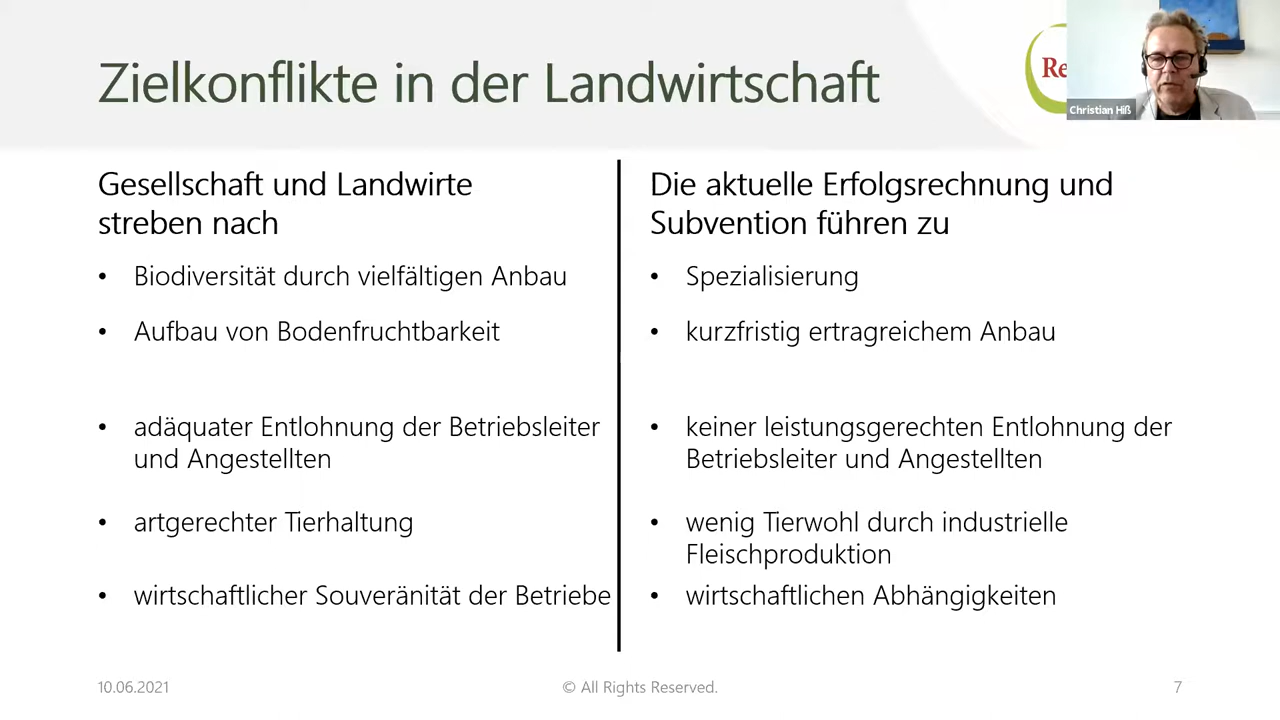 Zielkonflikte in der Landwirtschaft
Christian Hiß
Gesellschaft und Landwirte
streben nach
• Biodiversität durch vielfältigen Anbau
• Aufbau von Bodenfruchtbarkeit
• adäquater Entlohnung der Betriebsleiter
und Angestellten
• artgerechter Tierhaltung
• wirtschaftlicher Souveränität der Betriebe
Die aktuelle Erfolgsrechnung und
Subvention führen zu
• Spezialisierung
• kurzfristig ertragreichem Anbau
• keiner leistungsgerechten Entlohnung der
Betriebsleiter und Angestellten
• wenig Tierwohl durch industrielle
Fleischproduktion
• wirtschaftlichen Abhängigkeiten
10.06.2021
© All Rights Reserved.
7